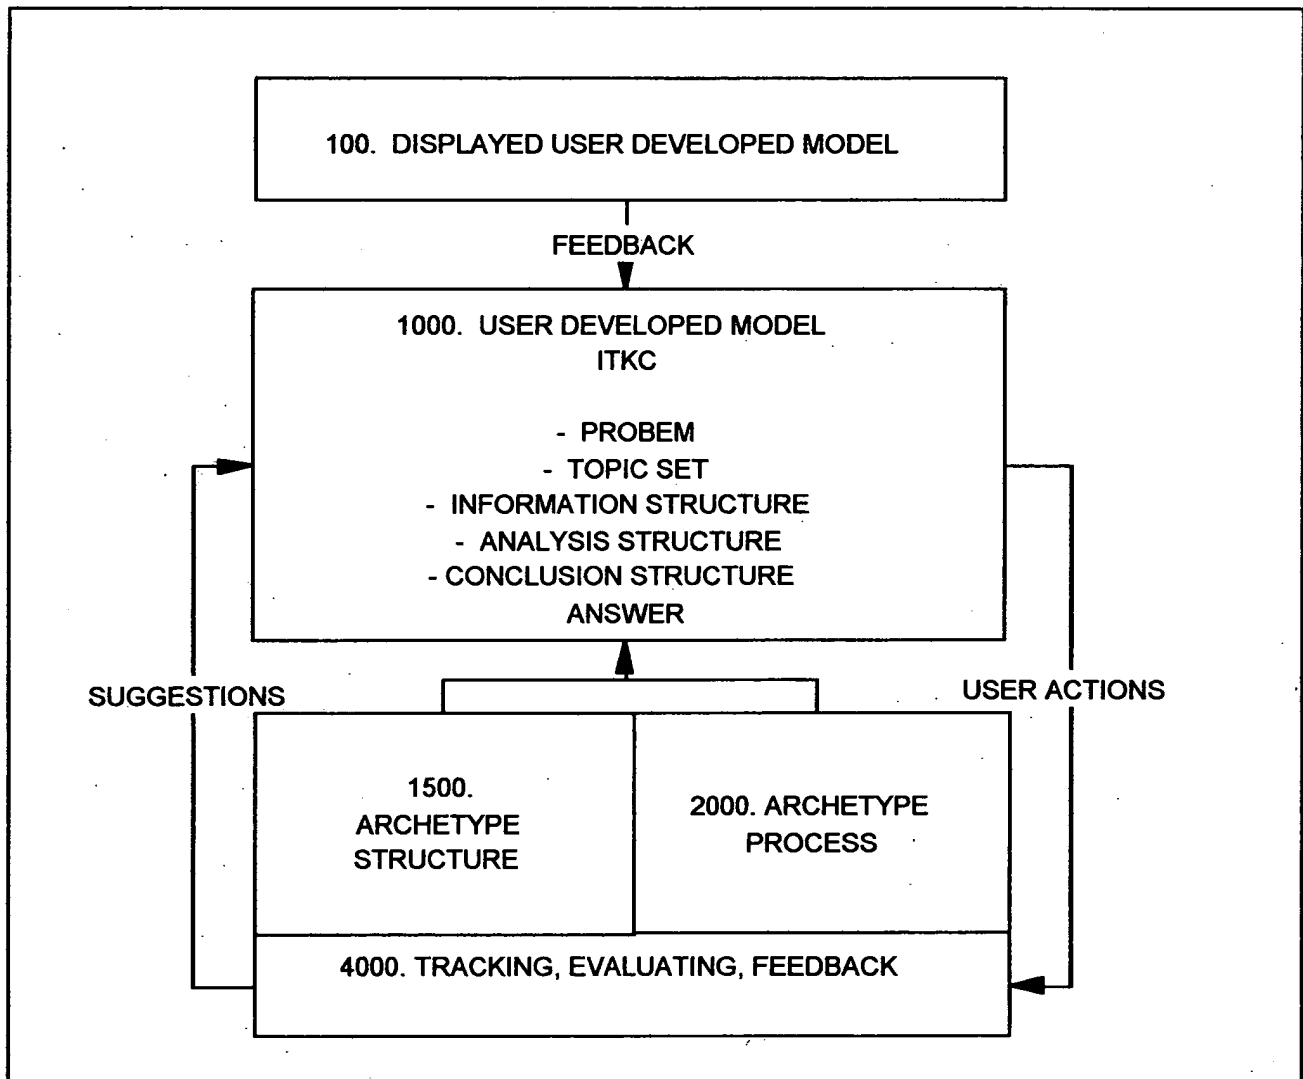 100. DISPLAYED USER DEVELOPED MODEL
FEEDBACK
1000. USER DEVELOPED MODEL
ITKC
- PROBEM
- TOPIC SET
- INFORMATION STRUCTURE
- ANALYSIS STRUCTURE
- CONCLUSION STRUCTURE
ANSWER
SUGGESTIONS
USER ACTIONS
1500.
ARCHETYPE
STRUCTURE
2000. ARCHETYPE
PROCESS
4000. TRACKING, EVALUATING, FEEDBACK